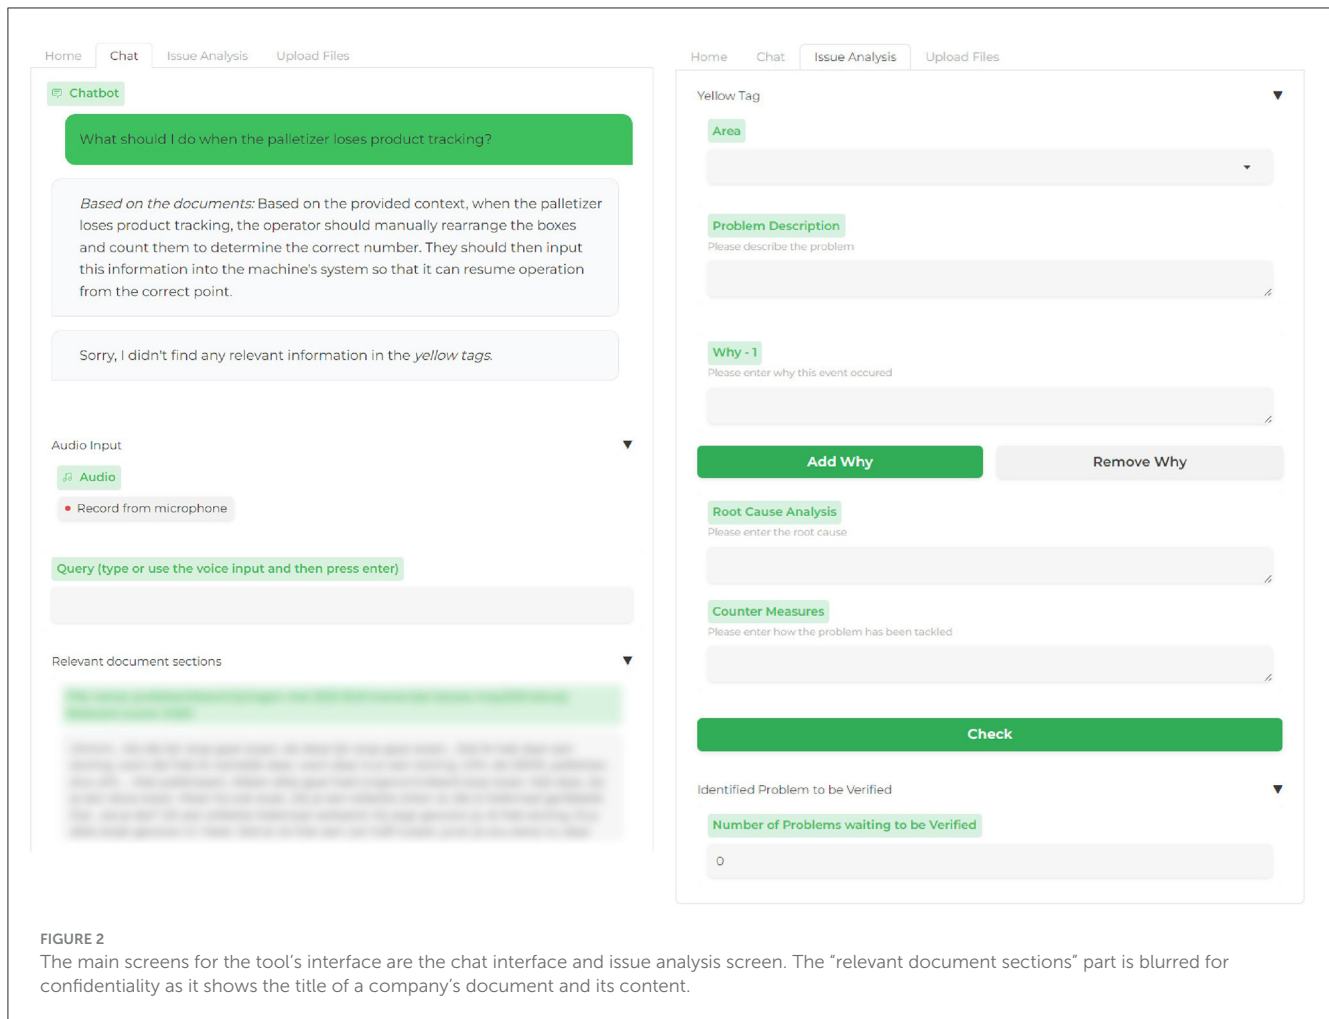 Home Chat Issue Analysis Upload Files
Chatbot
What should I do when the palletizer loses product tracking?
Based on the documents: Based on the provided context, when the palletizer
loses product tracking, the operator should manually rearrange the boxes
and count them to determine the correct number. They should then input
this information into the machine's system so that it can resume operation
from the correct point.
Sorry, I didn't find any relevant information in the yellow tags.
Audio Input
Audio
Record from microphone
Query (type or use the voice input and then press enter)
Relevant document sections
Home Chat Issue Analysis Upload Files
Yellow Tag
Area
Problem Description
Please describe the problem
Why - 1
Please enter why this event occured
Add Why Remove Why
Root Cause Analysis
Please enter the root cause
Counter Measures
Please enter how the problem has been tackled
Check
Identified Problem to be Verified
Number of Problems waiting to be Verified
0
FIGURE 2
The main screens for the tool's interface are the chat interface and issue analysis screen. The "relevant document sections" part is blurred for
confidentiality as it shows the title of a company's document and its content.